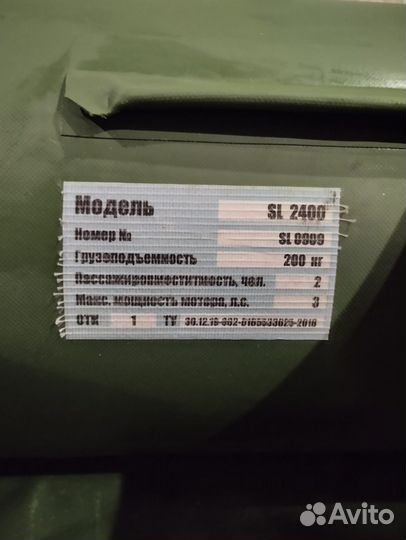 Модель SL 2400
Номер № SL 0999
Грузоподъемность 200 кг
Пассажировместимость, чел. 2
Макс. мощность мотора, л.с. 3
ОТК 1 ТУ
Avito